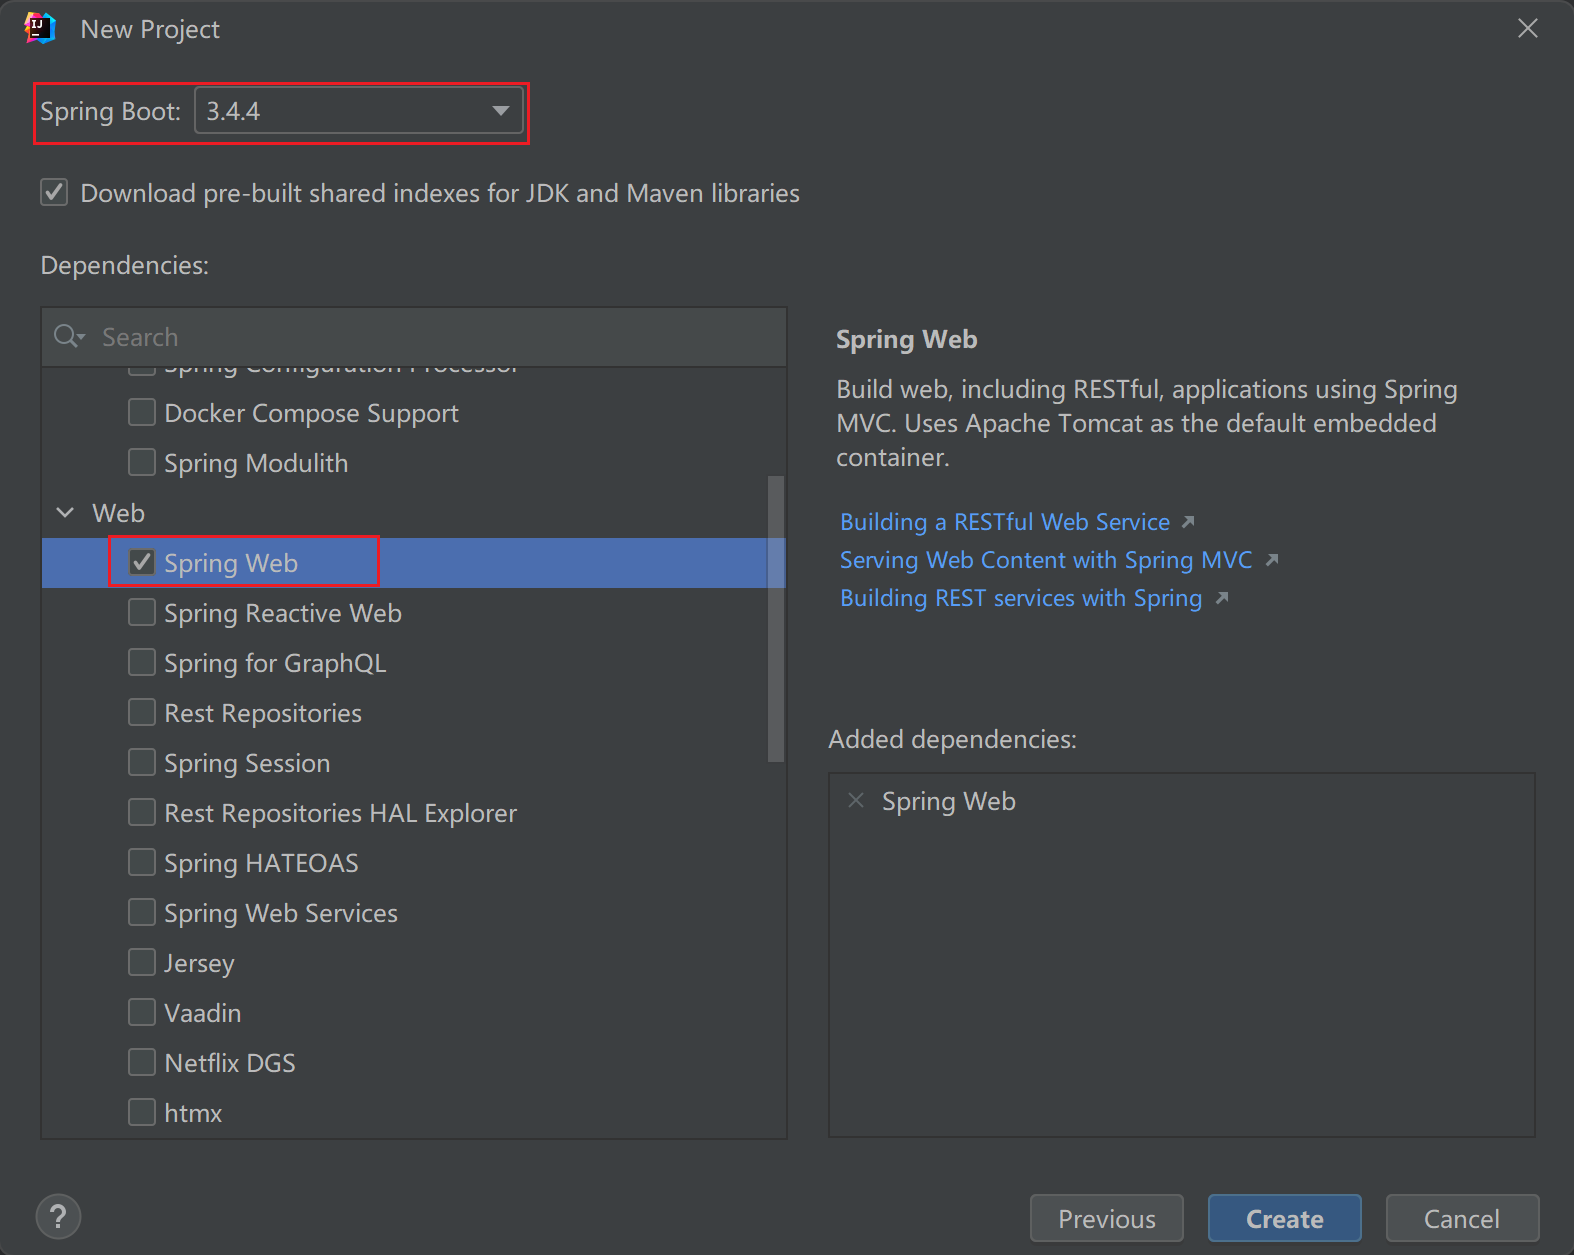 New Project
Spring Boot: 3.4.4
Download pre-built shared indexes for JDK and Maven libraries
Dependencies:
Search
Spring Configuration Processor
Docker Compose Support
Spring Modulith
Web
Spring Web
Spring Reactive Web
Spring for GraphQL
Rest Repositories
Spring Session
Rest Repositories HAL Explorer
Spring HATEOAS
Spring Web Services
Jersey
Vaadin
Netflix DGS
htmx
Spring Web
Build web, including RESTful, applications using Spring
MVC. Uses Apache Tomcat as the default embedded
container.
Building a RESTful Web Service
Serving Web Content with Spring MVC
Building REST services with Spring
Added dependencies:
Spring Web
?
Previous
Create
Cancel